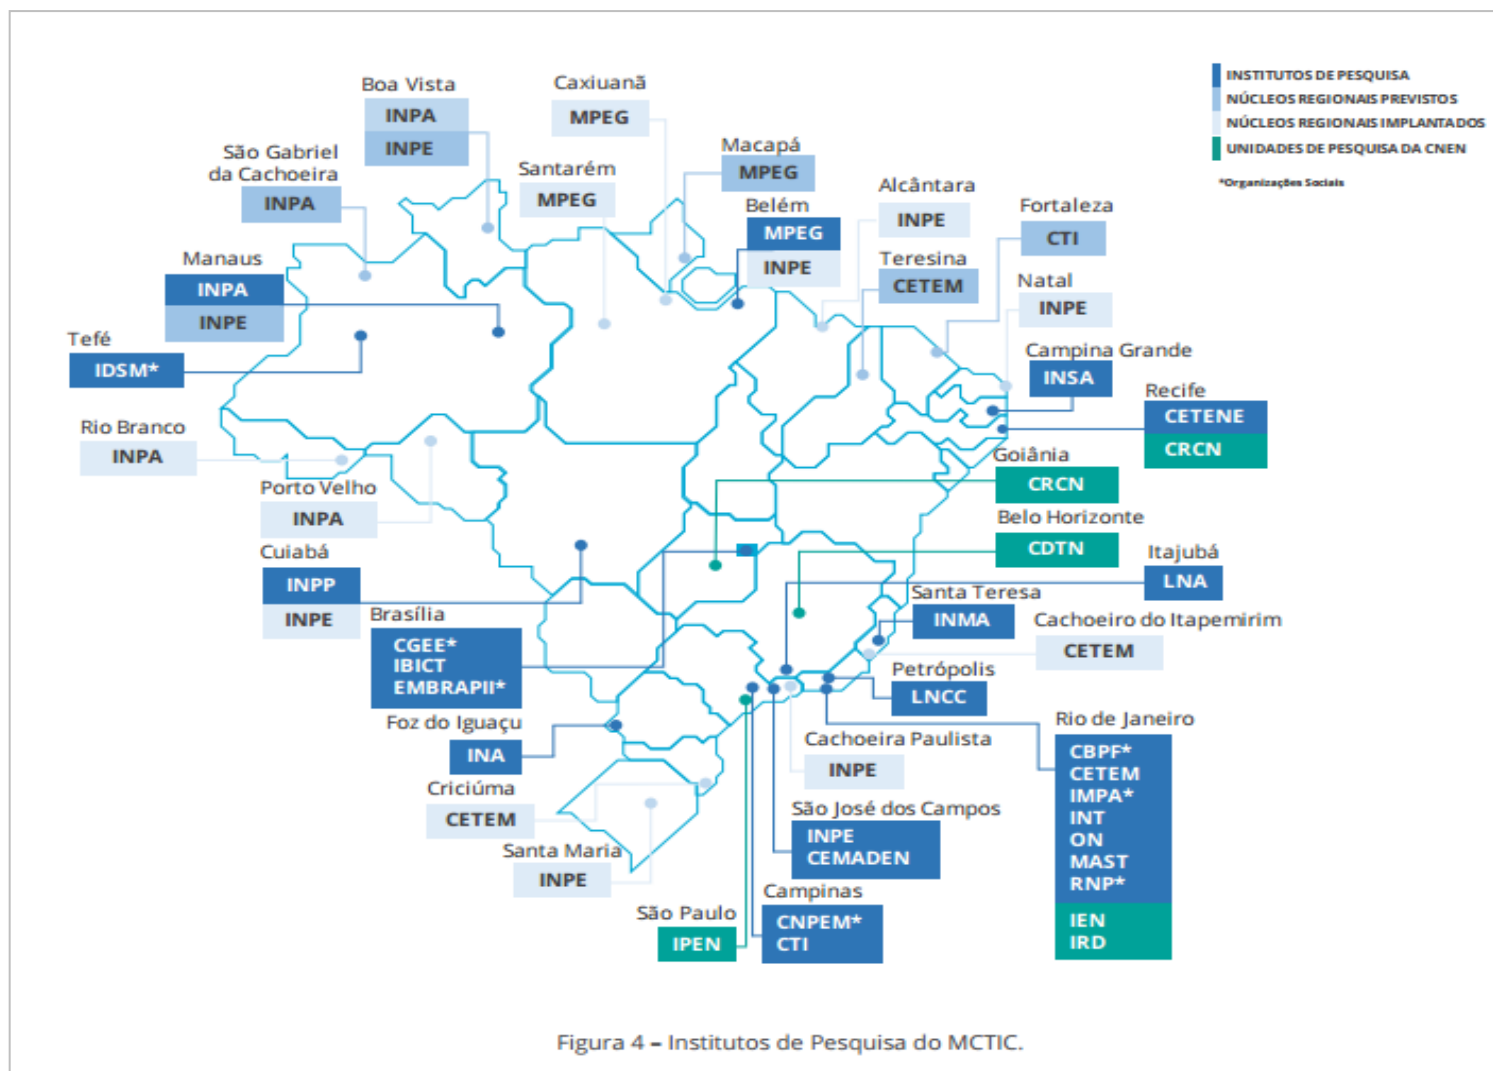 INSTITUTOS DE PESQUISA
NÚCLEOS REGIONAIS PREVISTOS
NÚCLEOS REGIONAIS IMPLANTADOS
UNIDADES DE PESQUISA DA CNEN
*Organizações Sociais
Boa Vista
INPA
INPE
Caxiuanã
MPEG
São Gabriel
da Cachoeira
INPA
Santarém
MPEG
Macapá
MPEG
Belém
MPEG
INPE
Alcântara
INPE
Fortaleza
CTI
Teresina
CETEM
Natal
INPE
Manaus
INPA
INPE
Tefé
IDSM*
Campina Grande
INSA
Recife
CETENE
CRCN
Rio Branco
INPA
Goiânia
CRCN
Porto Velho
INPA
Belo Horizonte
CDTN
Cuiabá
INPP
INPE
Itajubá
LNA
Brasília
CGEE*
IBICT
EMBRAPII*
Santa Teresa
INMA
Cachoeiro do Itapemirim
CETEM
Petrópolis
LNCC
Foz do Iguaçu
INA
Rio de Janeiro
CBPF*
CETEM
IMPA*
INT
ON
MAST
RNP*
IEN
IRD
Cachoeira Paulista
INPE
Criciúma
CETEM
São José dos Campos
INPE
CEMADEN
Santa Maria
INPE
Campinas
CNPEM*
CTI
São Paulo
IPEN
Figura 4 – Institutos de Pesquisa do MCTIC.